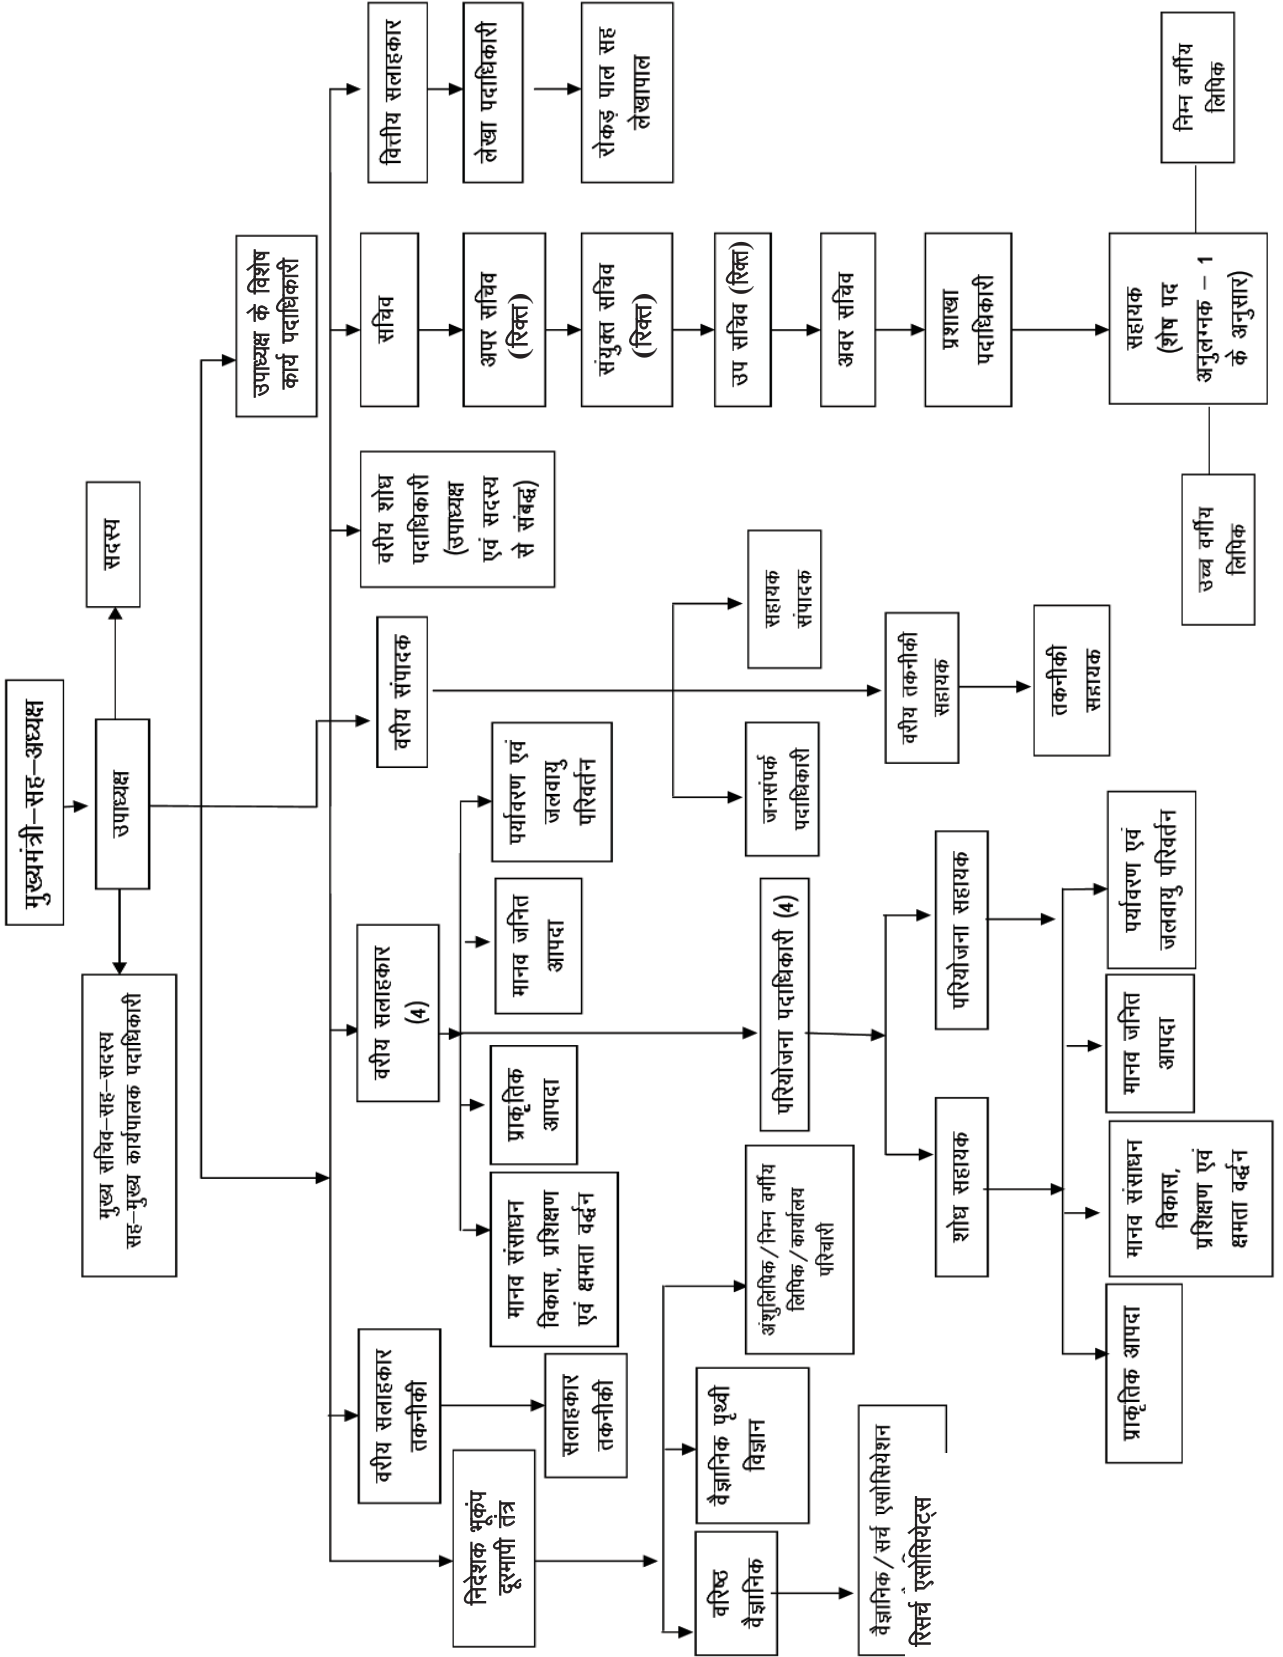 मुख्यमंत्री–सह–अध्यक्ष
उपाध्यक्ष
सदस्य
मुख्य सचिव–सह–सदस्य
सह–मुख्य कार्यपालक पदाधिकारी
उपाध्यक्ष के विशेष
कार्य पदाधिकारी
निदेशक भूकंप
दूरमापी तंत्र
वरीय सलाहकार
तकनीकी
वरीय सलाहकार
(4)
वरीय संपादक
वरीय शोध
पदाधिकारी
(उपाध्यक्ष
एवं सदस्य
से संबद्ध)
सचिव
वित्तीय सलाहकार
सलाहकार
तकनीकी
मानव संसाधन
विकास, प्रशिक्षण
एवं क्षमता वर्द्धन
प्राकृतिक
आपदा
मानव जनित
आपदा
पर्यावरण एवं
जलवायु
परिवर्तन
अपर सचिव
(रिक्त)
लेखा पदाधिकारी
संयुक्त सचिव
(रिक्त)
रोकड़ पाल सह
लेखापाल
वरिष्ठ
वैज्ञानिक
वैज्ञानिक पृथ्वी
विज्ञान
अंशुलिपिक/निम्न वर्गीय
लिपिक/कार्यालय
परिचारी
परियोजना पदाधिकारी (4)
जनसंपर्क
पदाधिकारी
सहायक
संपादक
उप सचिव (रिक्त)
अवर सचिव
वैज्ञानिक/सर्च एसोसियेशन
रिसर्च एसोसियेट्स
शोध सहायक
परियोजना सहायक
वरीय तकनीकी
सहायक
प्रशाखा
पदाधिकारी
तकनीकी
सहायक
प्राकृतिक आपदा
मानव संसाधन
विकास,
प्रशिक्षण एवं
क्षमता वर्द्धन
मानव जनित
आपदा
पर्यावरण एवं
जलवायु परिवर्तन
सहायक
(शेष पद
अनुलग्नक – 1
के अनुसार)
उच्च वर्गीय
लिपिक
निम्न वर्गीय
लिपिक